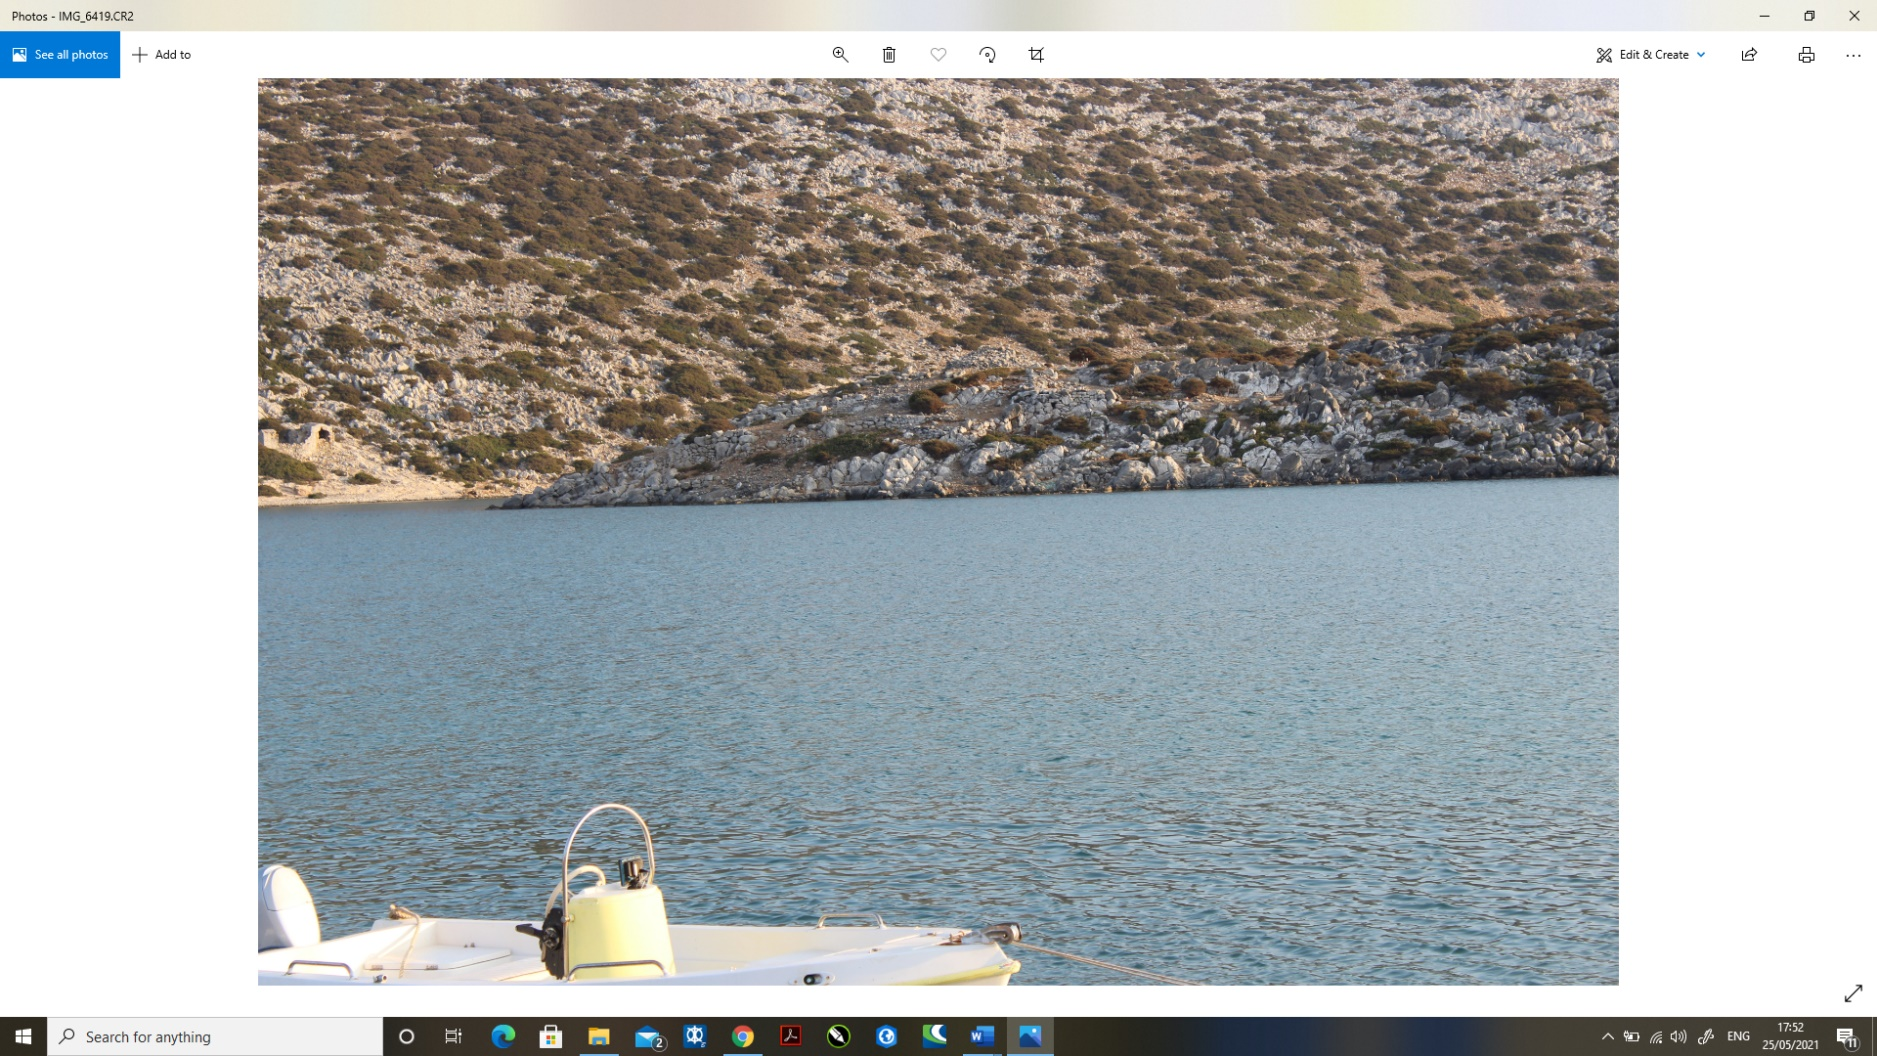 Photos - IMG_6419.CR2
See all photos
Add to
Edit & Create
Search for anything
2
W
ENG
17:52
25/05/2021
11